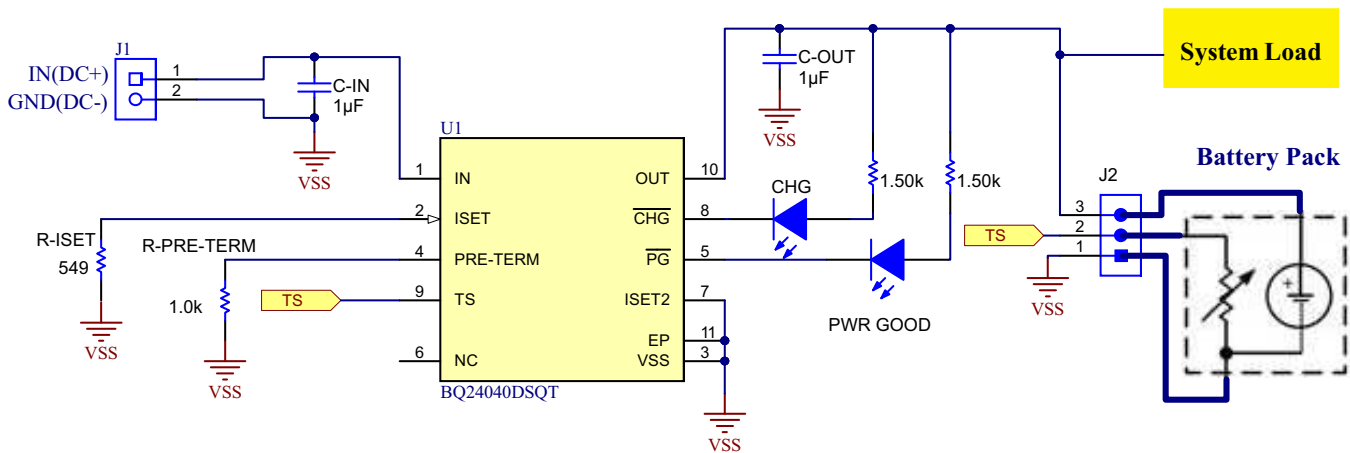 J1
IN(DC+)
1
GND(DC-)
2
C-IN
1µF
VSS
C-OUT
1µF
VSS
System Load
U1
1
IN
OUT
10
1.50k
1.50k
CHG
2
ISET
CHG
8
R-ISET
549
VSS
R-PRE-TERM
1.0k
VSS
4
PRE-TERM
PG
5
TS
9
TS
ISET2
7
PWR GOOD
EP
11
6
NC
VSS
3
BQ24040DSQT
VSS
Battery Pack
J2
3
TS
2
1
VSS
+